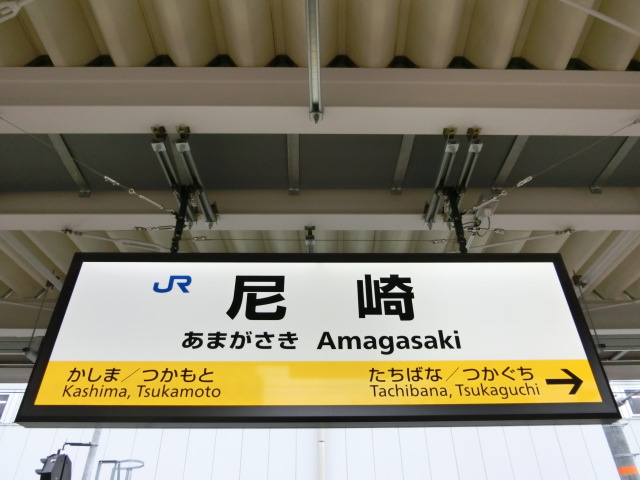 JR 尼崎
あまがさき Amagasaki
かしま／つかもと たちばな／つかぐち →
Kashima, Tsukamoto Tachibana, Tsukaguchi